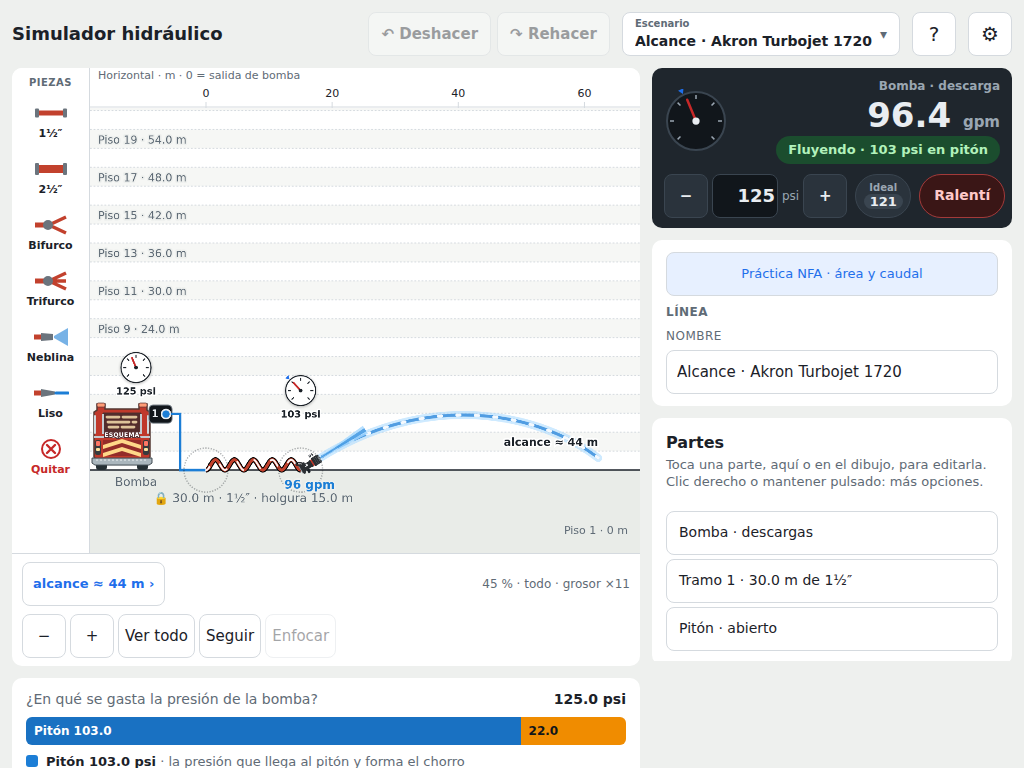 Simulador hidráulico
↶ Deshacer
↷ Rehacer
Escenario
Alcance · Akron Turbojet 1720 ▾
?
⚙
PIEZAS
1½″
2½″
Bifurco
Trifurco
Neblina
Liso
Quitar
Horizontal · m · 0 = salida de bomba
0 20 40 60
Piso 19 · 54.0 m
Piso 17 · 48.0 m
Piso 15 · 42.0 m
Piso 13 · 36.0 m
Piso 11 · 30.0 m
Piso 9 · 24.0 m
125 psi
103 psi
1
ESQUEMA
alcance ≈ 44 m
Bomba
96 gpm
🔒 30.0 m · 1½″ · holgura 15.0 m
Piso 1 · 0 m
alcance ≈ 44 m ›
45 % · todo · grosor ×11
−
+
Ver todo
Seguir
Enfocar
¿En qué se gasta la presión de la bomba?
125.0 psi
Pitón 103.0
22.0
Pitón 103.0 psi · la presión que llega al pitón y forma el chorro
Bomba · descarga
96.4 gpm
Fluyendo · 103 psi en pitón
−
125 psi
+
Ideal
121
Ralentí
Práctica NFA · área y caudal
LÍNEA
NOMBRE
Alcance · Akron Turbojet 1720
Partes
Toca una parte, aquí o en el dibujo, para editarla.
Clic derecho o mantener pulsado: más opciones.
Bomba · descargas
Tramo 1 · 30.0 m de 1½″
Pitón · abierto